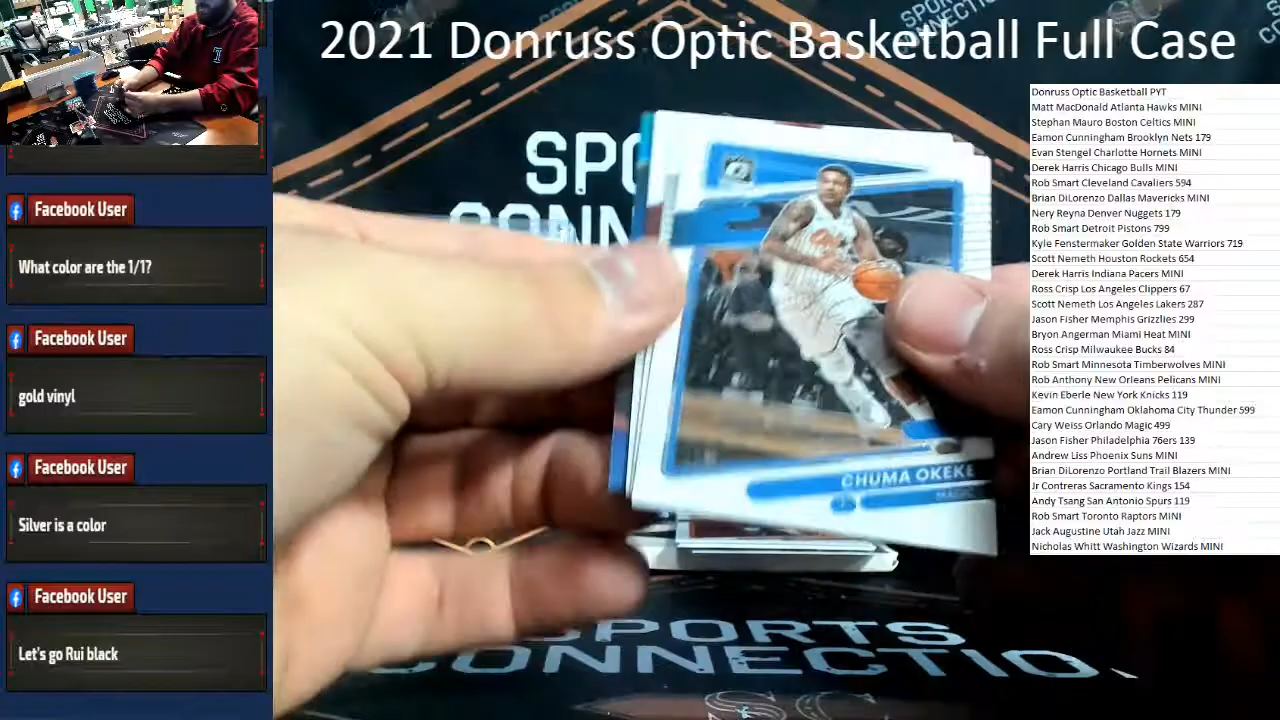 2021 Donruss Optic Basketball Full Case
Facebook User
What color are the 1/1?
Facebook User
gold vinyl
Facebook User
Silver is a color
Facebook User
Let's go Rui black
CHUMA OKEKE
MAGIC
SPORTS
CONNECTIO
SC
Donruss Optic Basketball PYT
Matt MacDonald Atlanta Hawks MINI
Stephan Mauro Boston Celtics MINI
Eamon Cunningham Brooklyn Nets 179
Evan Stengel Charlotte Hornets MINI
Derek Harris Chicago Bulls MINI
Rob Smart Cleveland Cavaliers 594
Brian DiLorenzo Dallas Mavericks MINI
Nery Reyna Denver Nuggets 179
Rob Smart Detroit Pistons 799
Kyle Fenstermaker Golden State Warriors 719
Scott Nemeth Houston Rockets 654
Derek Harris Indiana Pacers MINI
Ross Crisp Los Angeles Clippers 67
Scott Nemeth Los Angeles Lakers 287
Jason Fisher Memphis Grizzlies 299
Bryon Angerman Miami Heat MINI
Ross Crisp Milwaukee Bucks 84
Rob Smart Minnesota Timberwolves MINI
Rob Anthony New Orleans Pelicans MINI
Kevin Eberle New York Knicks 119
Eamon Cunningham Oklahoma City Thunder 599
Cary Weiss Orlando Magic 499
Jason Fisher Philadelphia 76ers 139
Andrew Liss Phoenix Suns MINI
Brian DiLorenzo Portland Trail Blazers MINI
Jr Contreras Sacramento Kings 154
Andy Tsang San Antonio Spurs 119
Rob Smart Toronto Raptors MINI
Jack Augustine Utah Jazz MINI
Nicholas Whitt Washington Wizards MINI